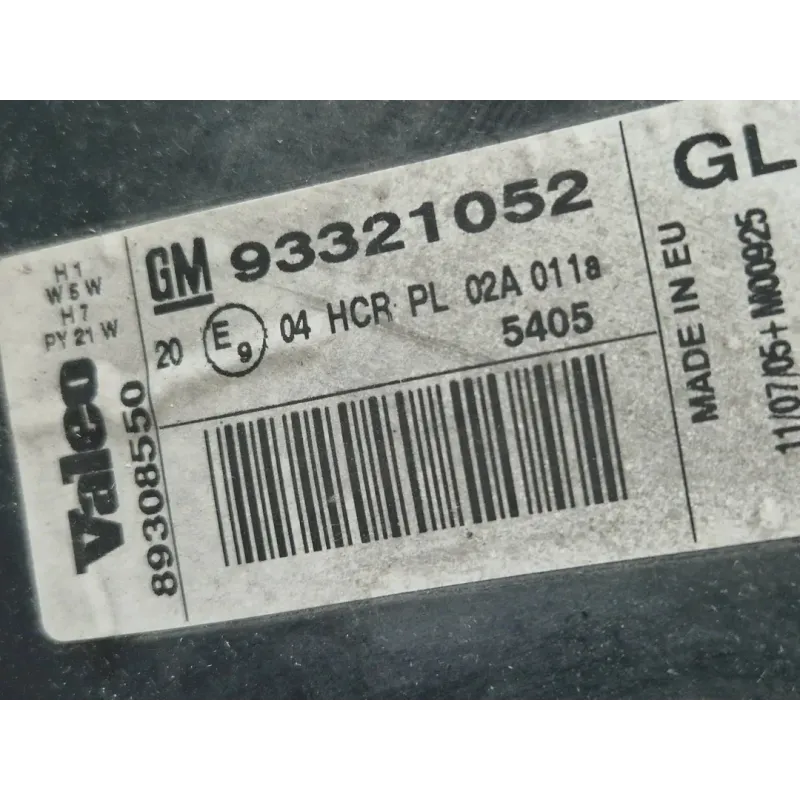 H1
W5W
H7
PY21W
Valeo
89308550
GM 93321052
20 E9 04 HCR PL 02A 011a
5405
GL
MADE IN EU
11/07/05+M00925